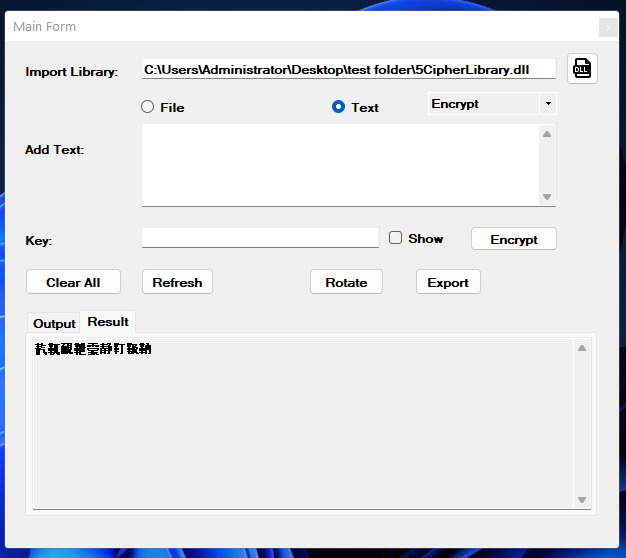 Main Form
x
Import Library:
C:\Users\Administrator\Desktop\test folder\5CipherLibrary.dll
DLL
File
Text
Encrypt
Add Text:
Key:
Show
Encrypt
Clear All
Refresh
Rotate
Export
Output
Result